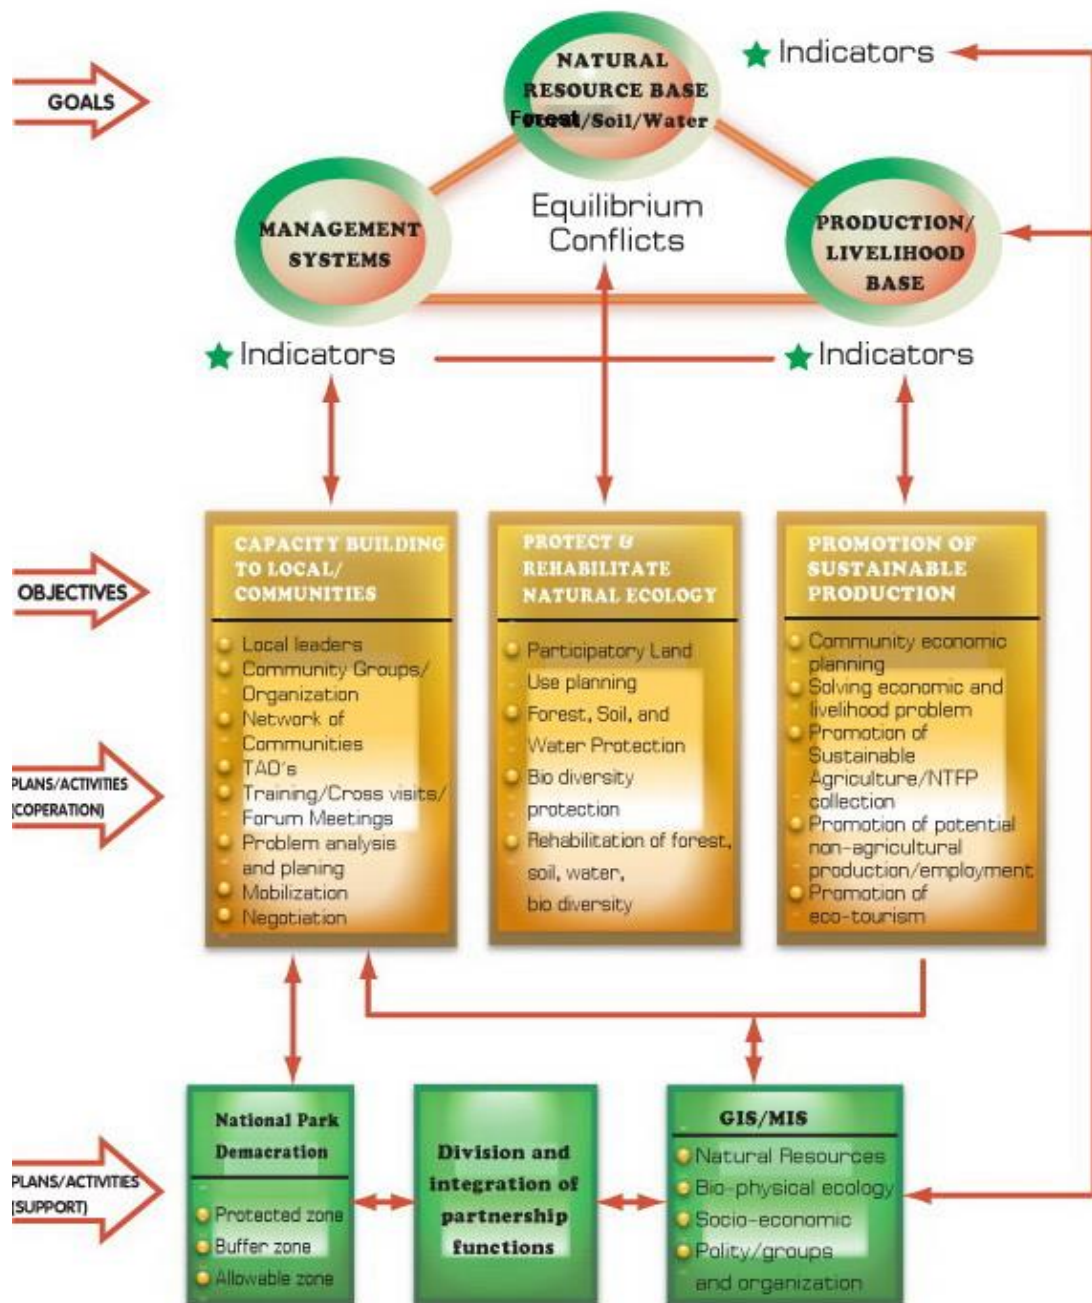 GOALS
NATURAL
RESOURCE BASE
Forest/Soil/Water
★ Indicators
MANAGEMENT
SYSTEMS
Equilibrium
Conflicts
PRODUCTION/
LIVELIHOOD
BASE
★ Indicators
★ Indicators
OBJECTIVES
CAPACITY BUILDING
TO LOCAL/
COMMUNITIES
Local leaders
Community Groups/
Organization
Network of
Communities
TAO's
Training/Cross visits/
Forum Meetings
Problem analysis
and planing
Mobilization
Negotiation
PROTECT &
REHABILITATE
NATURAL ECOLOGY
Participatory Land
Use planning
Forest, Soil, and
Water Protection
Bio diversity
protection
Rehabilitation of forest,
soil, water,
bio diversity
PROMOTION OF
SUSTAINABLE
PRODUCTION
Community economic
planning
Solving economic and
livelihood problem
Promotion of
Sustainable
Agriculture/NTFP
collection
Promotion of potential
non-agricultural
production/employment
Promotion of
eco-tourism
PLANS/ACTIVITIES
(COPERATION)
PLANS/ACTIVITIES
(SUPPORT)
National Park
Demacration
Protected zone
Buffer zone
Allowable zone
Division and
integration of
partnership
functions
GIS/MIS
Natural Resources
Bio-physical ecology
Socio-economic
Polity/groups
and organization